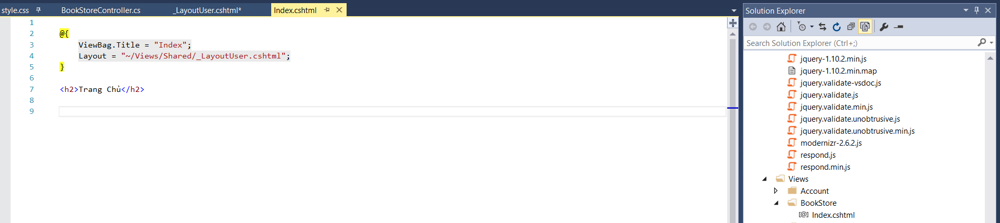 style.css
BookStoreController.cs
_LayoutUser.cshtml*
Index.cshtml
1
2 @{
3 ViewBag.Title = "Index";
4 Layout = "~/Views/Shared/_LayoutUser.cshtml";
5 }
6
7 <h2>Trang Chủ</h2>
8
9
Solution Explorer
Search Solution Explorer (Ctrl+;)
jquery-1.10.2.min.js
jquery-1.10.2.min.map
jquery.validate-vsdoc.js
jquery.validate.js
jquery.validate.min.js
jquery.validate.unobtrusive.js
jquery.validate.unobtrusive.min.js
modernizr-2.6.2.js
respond.js
respond.min.js
Views
Account
BookStore
[@] Index.cshtml